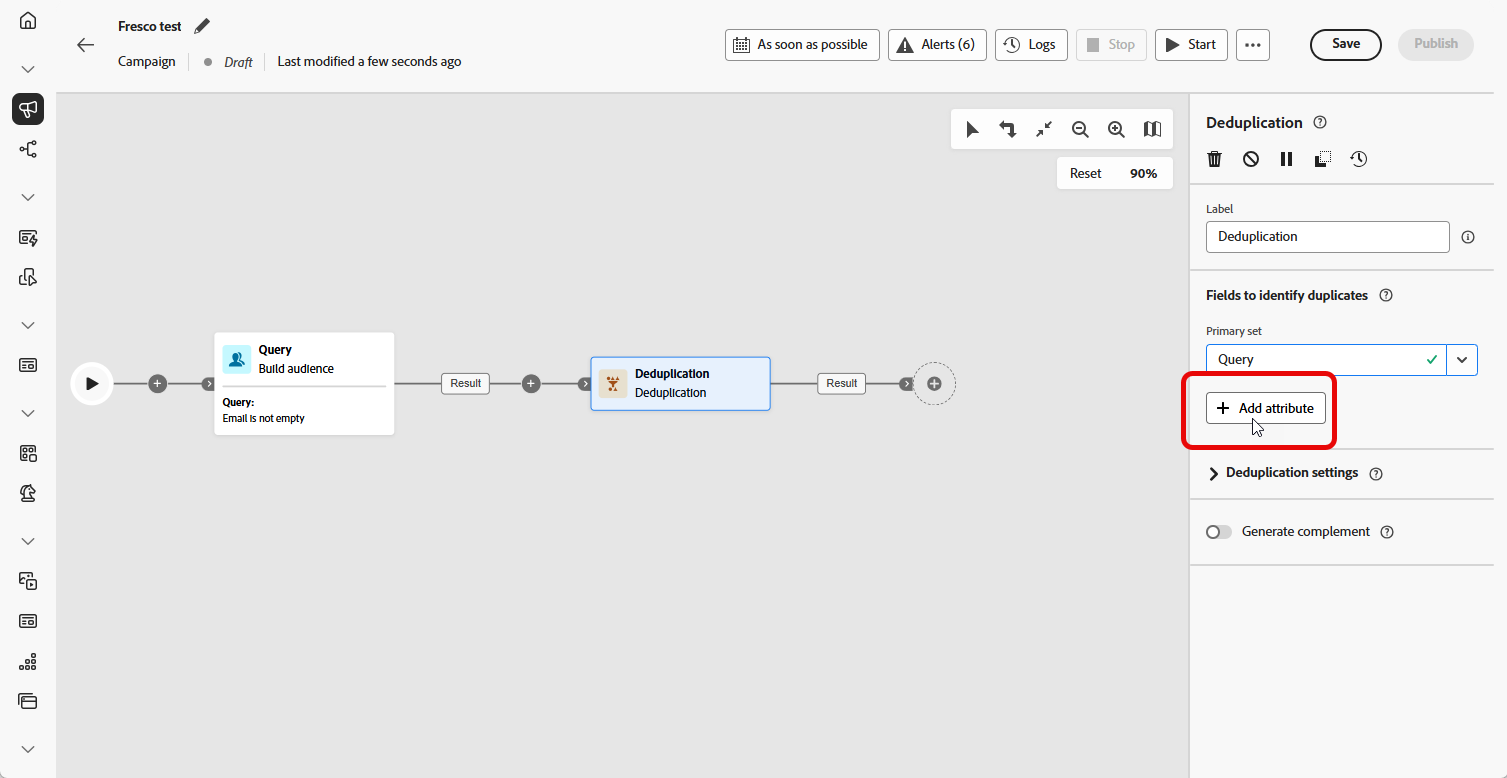 Fresco test
Campaign
Draft
Last modified a few seconds ago
As soon as possible
Alerts (6)
Logs
Stop
Start
Save
Publish
Reset
90%
Query
Build audience
Query:
Email is not empty
Result
Deduplication
Deduplication
Result
Deduplication
Label
Deduplication
Fields to identify duplicates
Primary set
Query
Add attribute
Deduplication settings
Generate complement